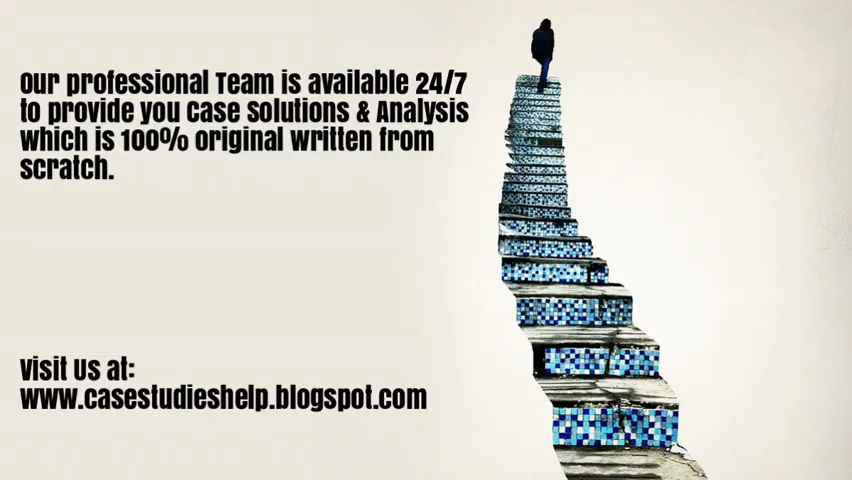 Our professional Team is available 24/7
to provide you Case Solutions & Analysis
which is 100% original written from
scratch.
Visit Us at:
www.casestudieshelp.blogspot.com